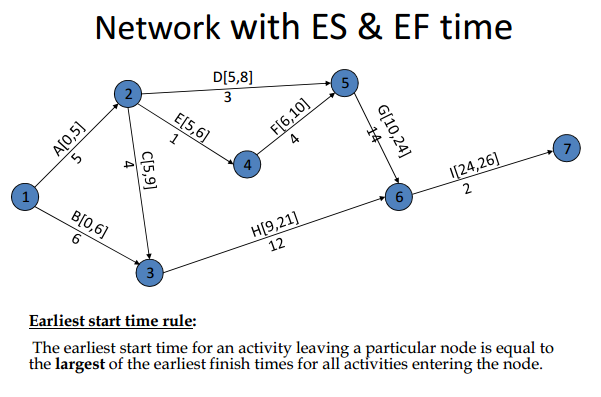 Network with ES & EF time
D[5,8]
3
5
2
E[5,6]
1
F[6,10]
4
A[0,5]
5
G[10,24]
14
C[5,9]
4
4
7
I[24,26]
2
1
6
B[0,6]
6
H[9,21]
12
3
Earliest start time rule:
The earliest start time for an activity leaving a particular node is equal to
the largest of the earliest finish times for all activities entering the node.